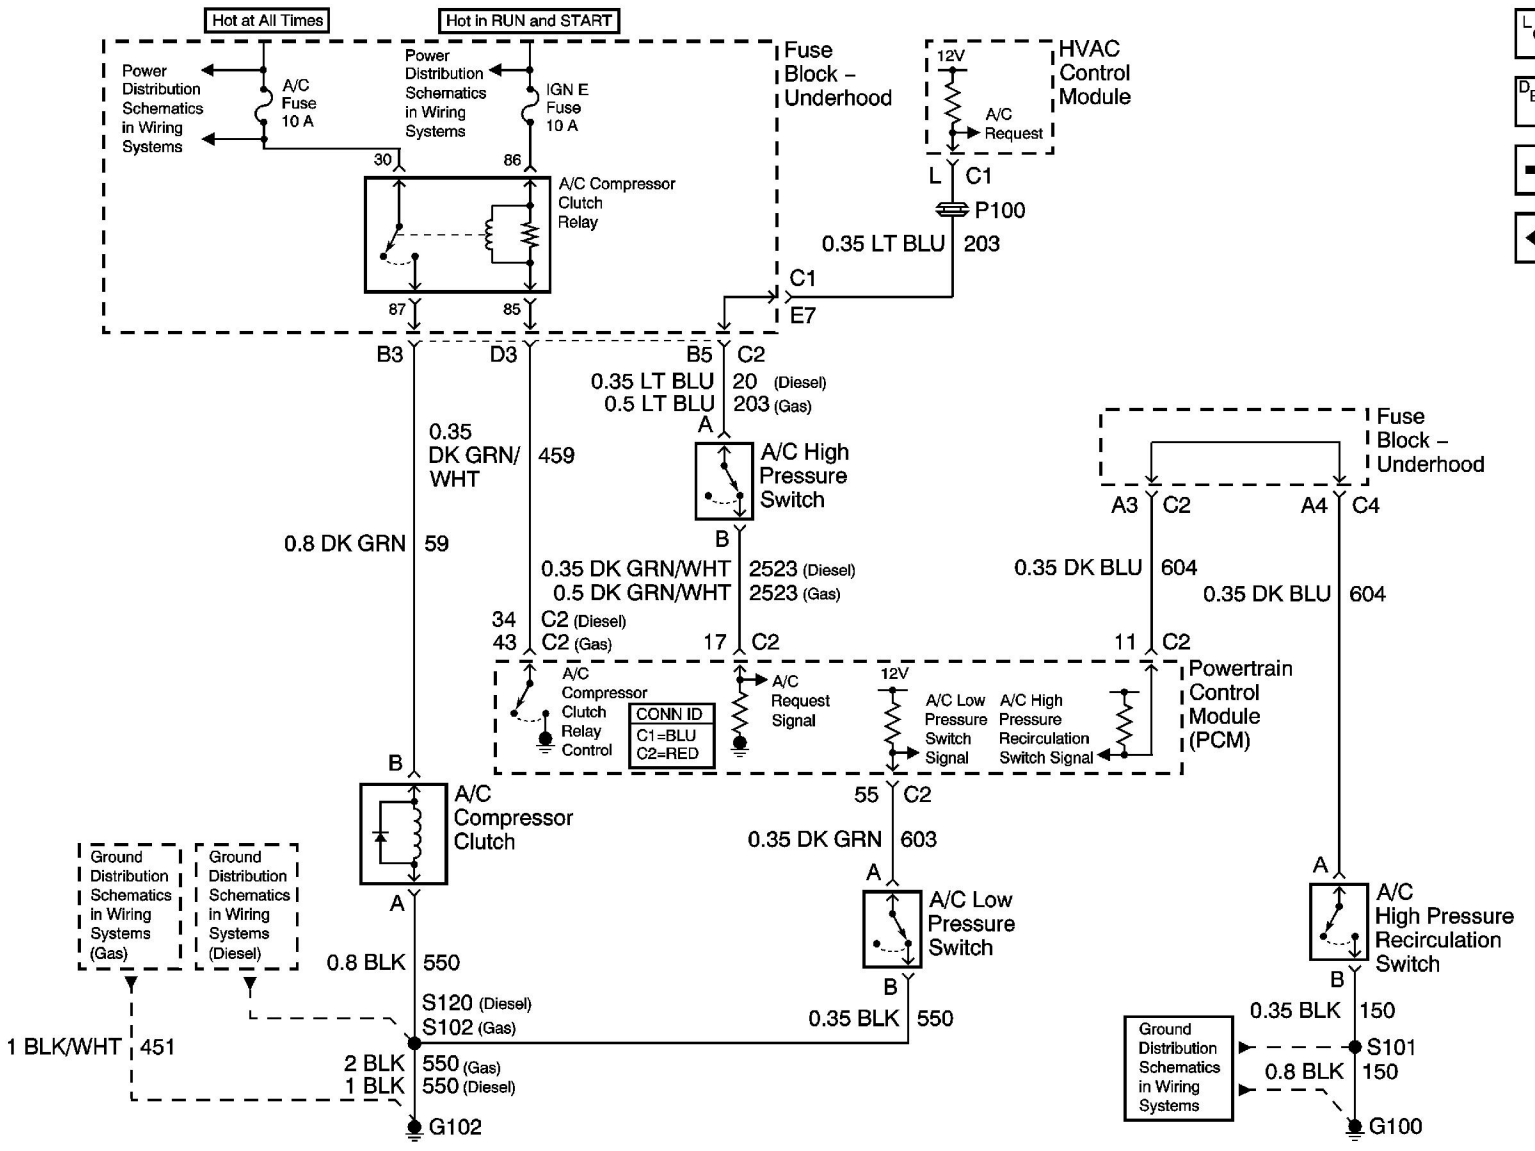 Hot at All Times
Hot in RUN and START
Power
Distribution
Schematics
in Wiring
Systems
A/C
Fuse
10 A
Power
Distribution
Schematics
in Wiring
Systems
IGN E
Fuse
10 A
Fuse
Block –
Underhood
12V
A/C
Request
HVAC
Control
Module
L C1
P100
0.35 LT BLU 203
30
86
A/C Compressor
Clutch
Relay
87
85
C1
E7
B3
D3
B5 C2
0.35 LT BLU 20 (Diesel)
0.5 LT BLU 203 (Gas)
A
A/C High
Pressure
Switch
B
0.35
DK GRN/
WHT
459
0.8 DK GRN 59
0.35 DK GRN/WHT 2523 (Diesel)
0.5 DK GRN/WHT 2523 (Gas)
34 C2 (Diesel)
43 C2 (Gas)
17 C2
Fuse
Block –
Underhood
A3 C2
A4 C4
0.35 DK BLU 604
0.35 DK BLU 604
11 C2
A/C
Compressor
Clutch
Relay
Control
CONN ID
C1=BLU
C2=RED
A/C
Request
Signal
12V
A/C Low
Pressure
Switch
Signal
A/C High
Pressure
Recirculation
Switch Signal
Powertrain
Control
Module
(PCM)
B
A/C
Compressor
Clutch
A
55 C2
0.35 DK GRN 603
A
A/C Low
Pressure
Switch
B
0.35 BLK 550
A
A/C
High Pressure
Recirculation
Switch
B
0.35 BLK 150
S101
0.8 BLK 150
G100
Ground
Distribution
Schematics
in Wiring
Systems
Ground
Distribution
Schematics
in Wiring
Systems
(Gas)
Ground
Distribution
Schematics
in Wiring
Systems
(Diesel)
0.8 BLK 550
S120 (Diesel)
S102 (Gas)
1 BLK/WHT 451
2 BLK 550 (Gas)
1 BLK 550 (Diesel)
G102
L
D